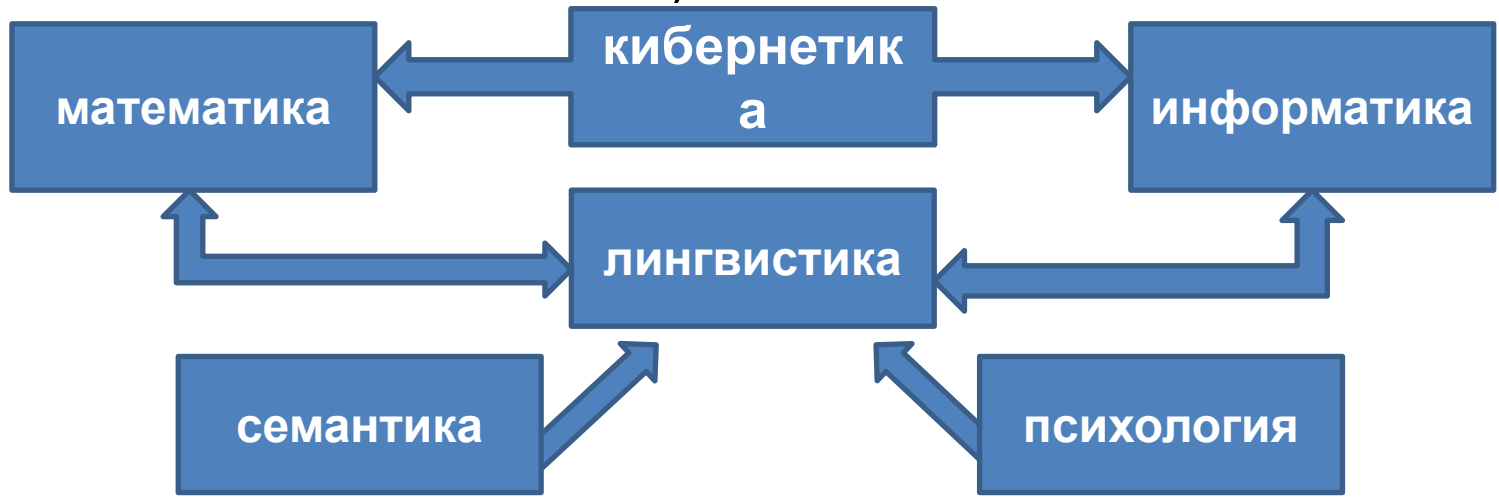 кибернетик
а
математика
информатика
лингвистика
семантика
психология